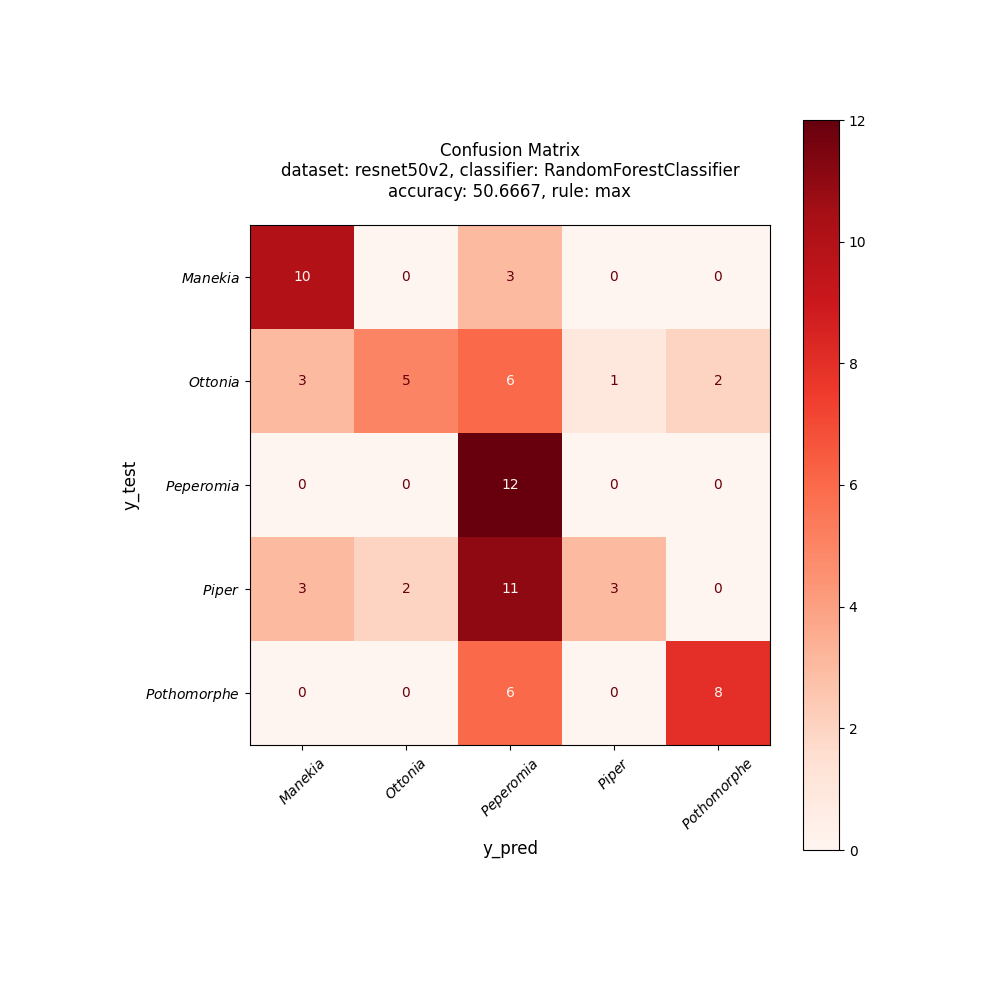 Confusion Matrix
dataset: resnet50v2, classifier: RandomForestClassifier
accuracy: 50.6667, rule: max
y_test
Manekia 10 0 3 0 0
Ottonia 3 5 6 1 2
Peperomia 0 0 12 0 0
Piper 3 2 11 3 0
Pothomorphe 0 0 6 0 8
Manekia Ottonia Peperomia Piper Pothomorphe
y_pred
12
10
8
6
4
2
0